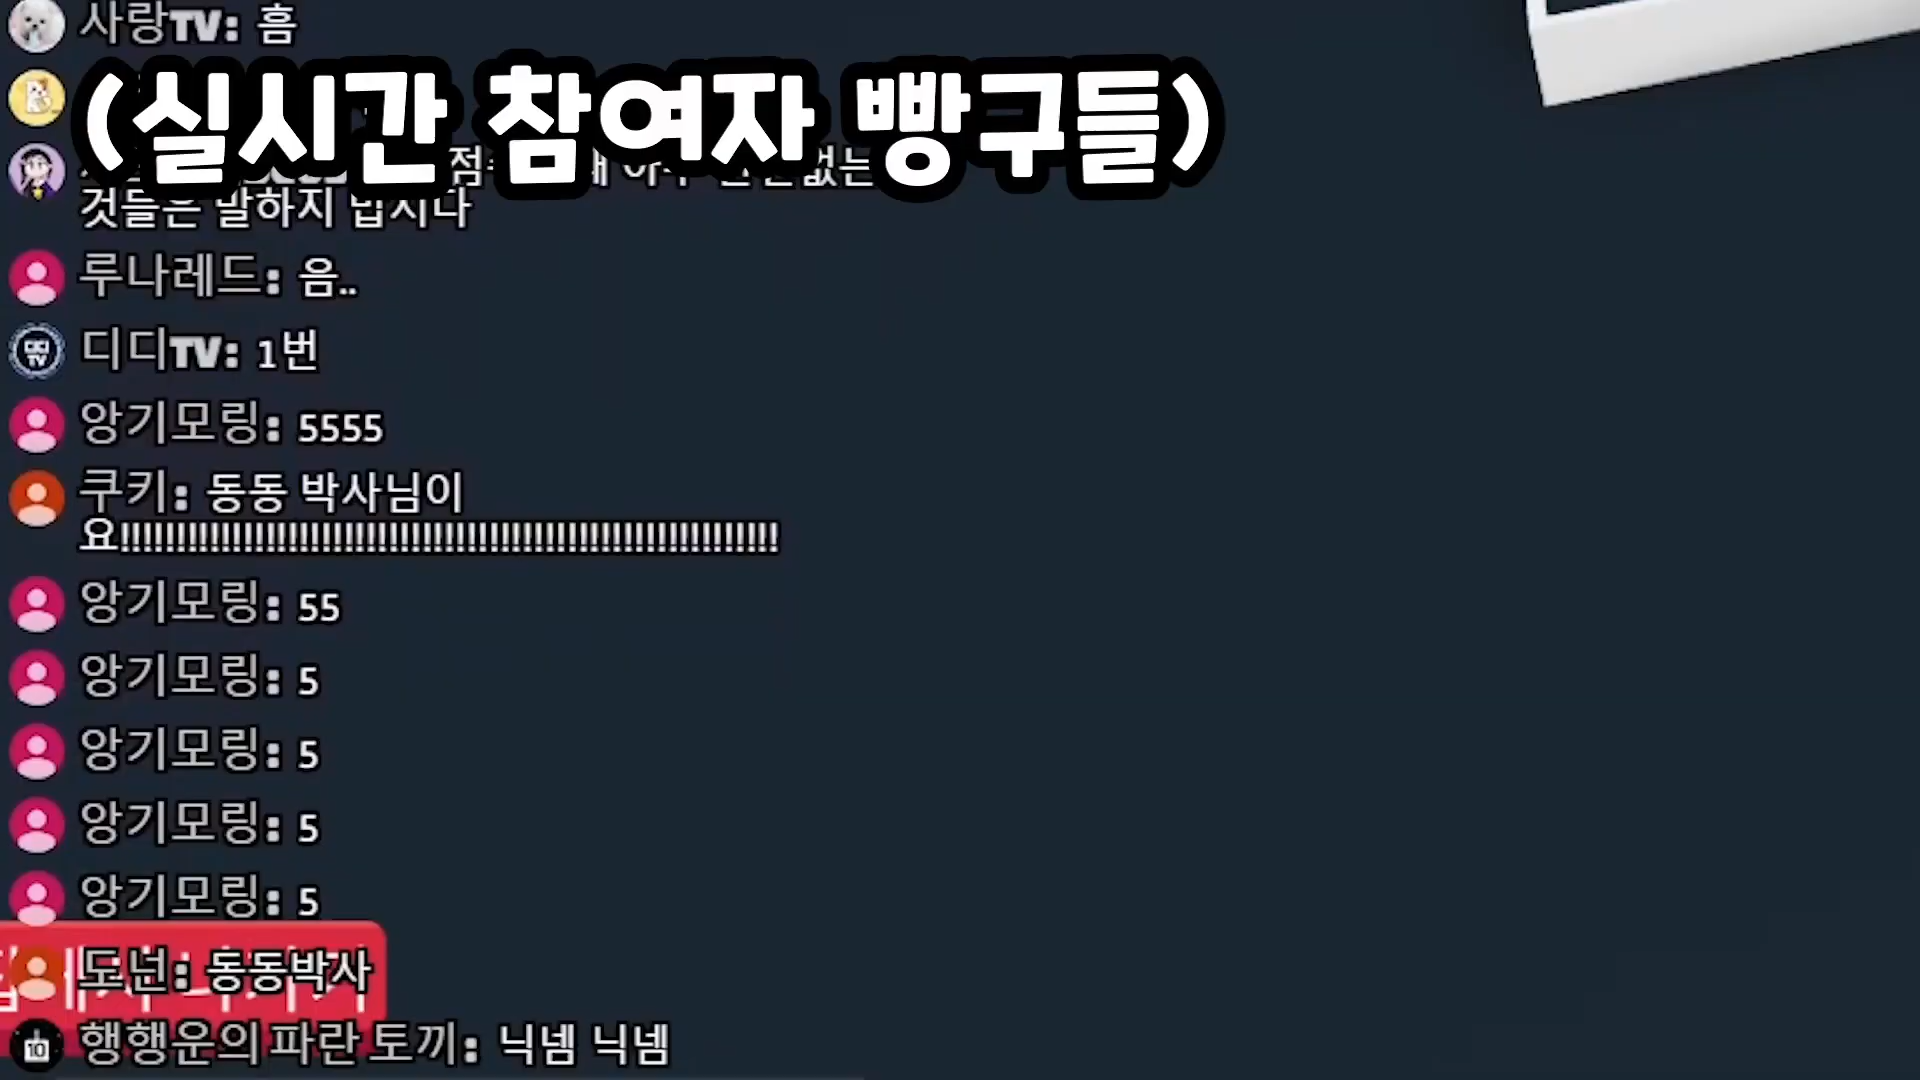 사랑TV: 흠
(실시간 참여자 빵구들)
것들은 말하지 맙시다
루나레드: 음..
디디TV: 1번
앙기모링: 5555
쿠키: 동동 박사님이
요!!!!!!!!!!!!!!!!!!!!!!!!!!!!!!!!!!!!!!!!!!!!!!!!!!!!!!!!!!!!!!
앙기모링: 55
앙기모링: 5
앙기모링: 5
앙기모링: 5
앙기모링: 5
도넌: 동동박사
행행운의 파란 토끼: 닉넴 닉넴